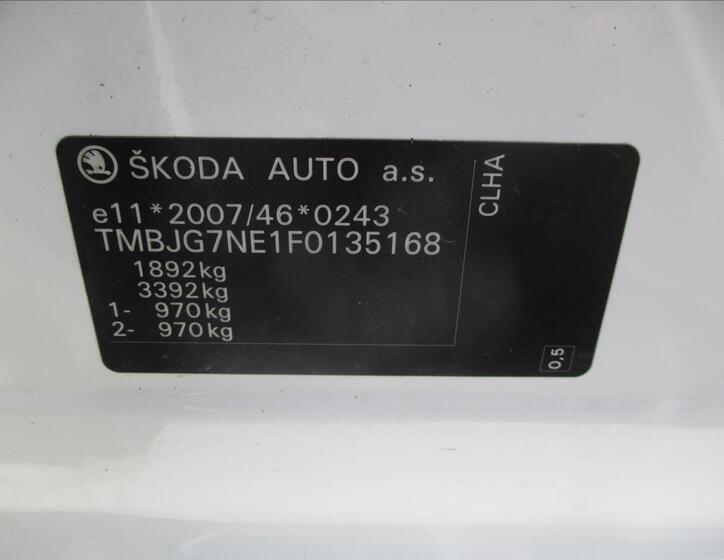 ŠKODA AUTO a.s.
e11*2007/46*0243
TMBJG7NE1F0135168
1892kg
3392kg
1- 970kg
2- 970kg
CLHA
0,5